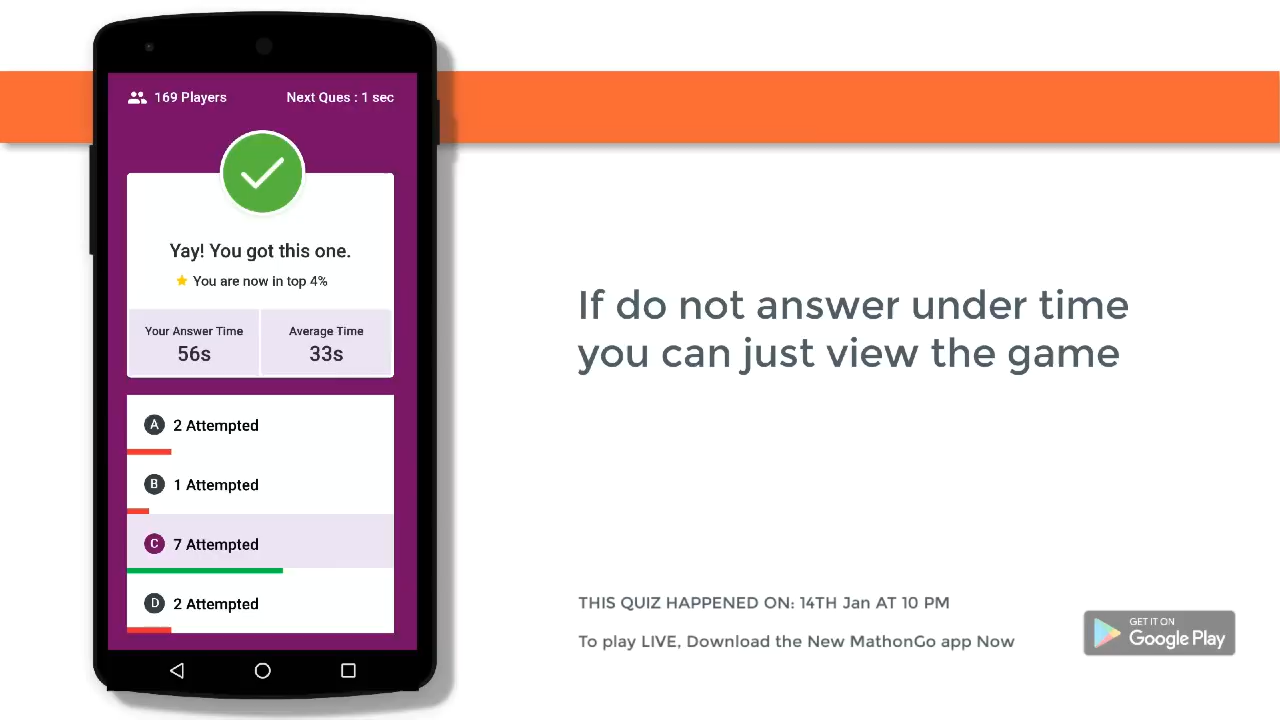 169 Players
Next Ques : 1 sec
Yay! You got this one.
You are now in top 4%
Your Answer Time
56s
Average Time
33s
A 2 Attempted
B 1 Attempted
C 7 Attempted
D 2 Attempted
If do not answer under time
you can just view the game
THIS QUIZ HAPPENED ON: 14TH Jan AT 10 PM
To play LIVE, Download the New MathonGo app Now
GET IT ON
Google Play